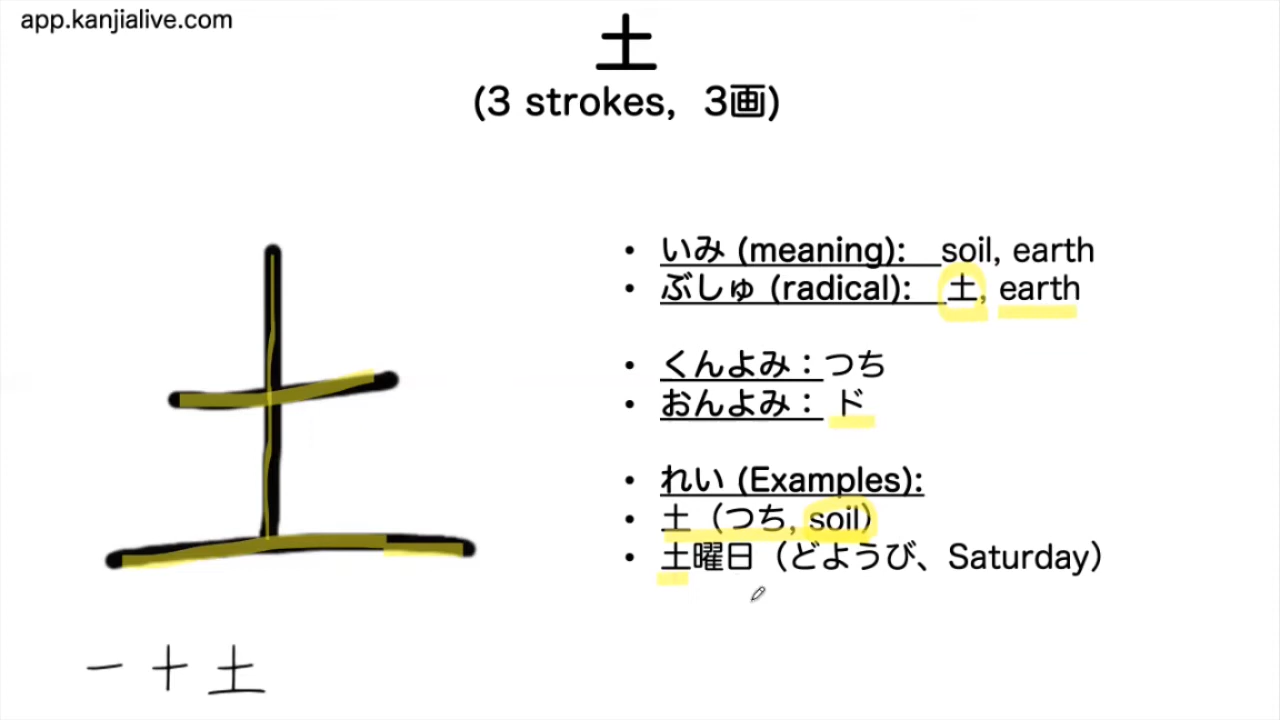 app.kanjialive.com
土
(3 strokes, 3画)
• いみ (meaning): soil, earth
• ぶしゅ (radical): 土, earth
• くんよみ：つち
• おんよみ： ド
• れい (Examples):
• 土（つち, soil）
• 土曜日（どようび、Saturday）
土
一 十 土